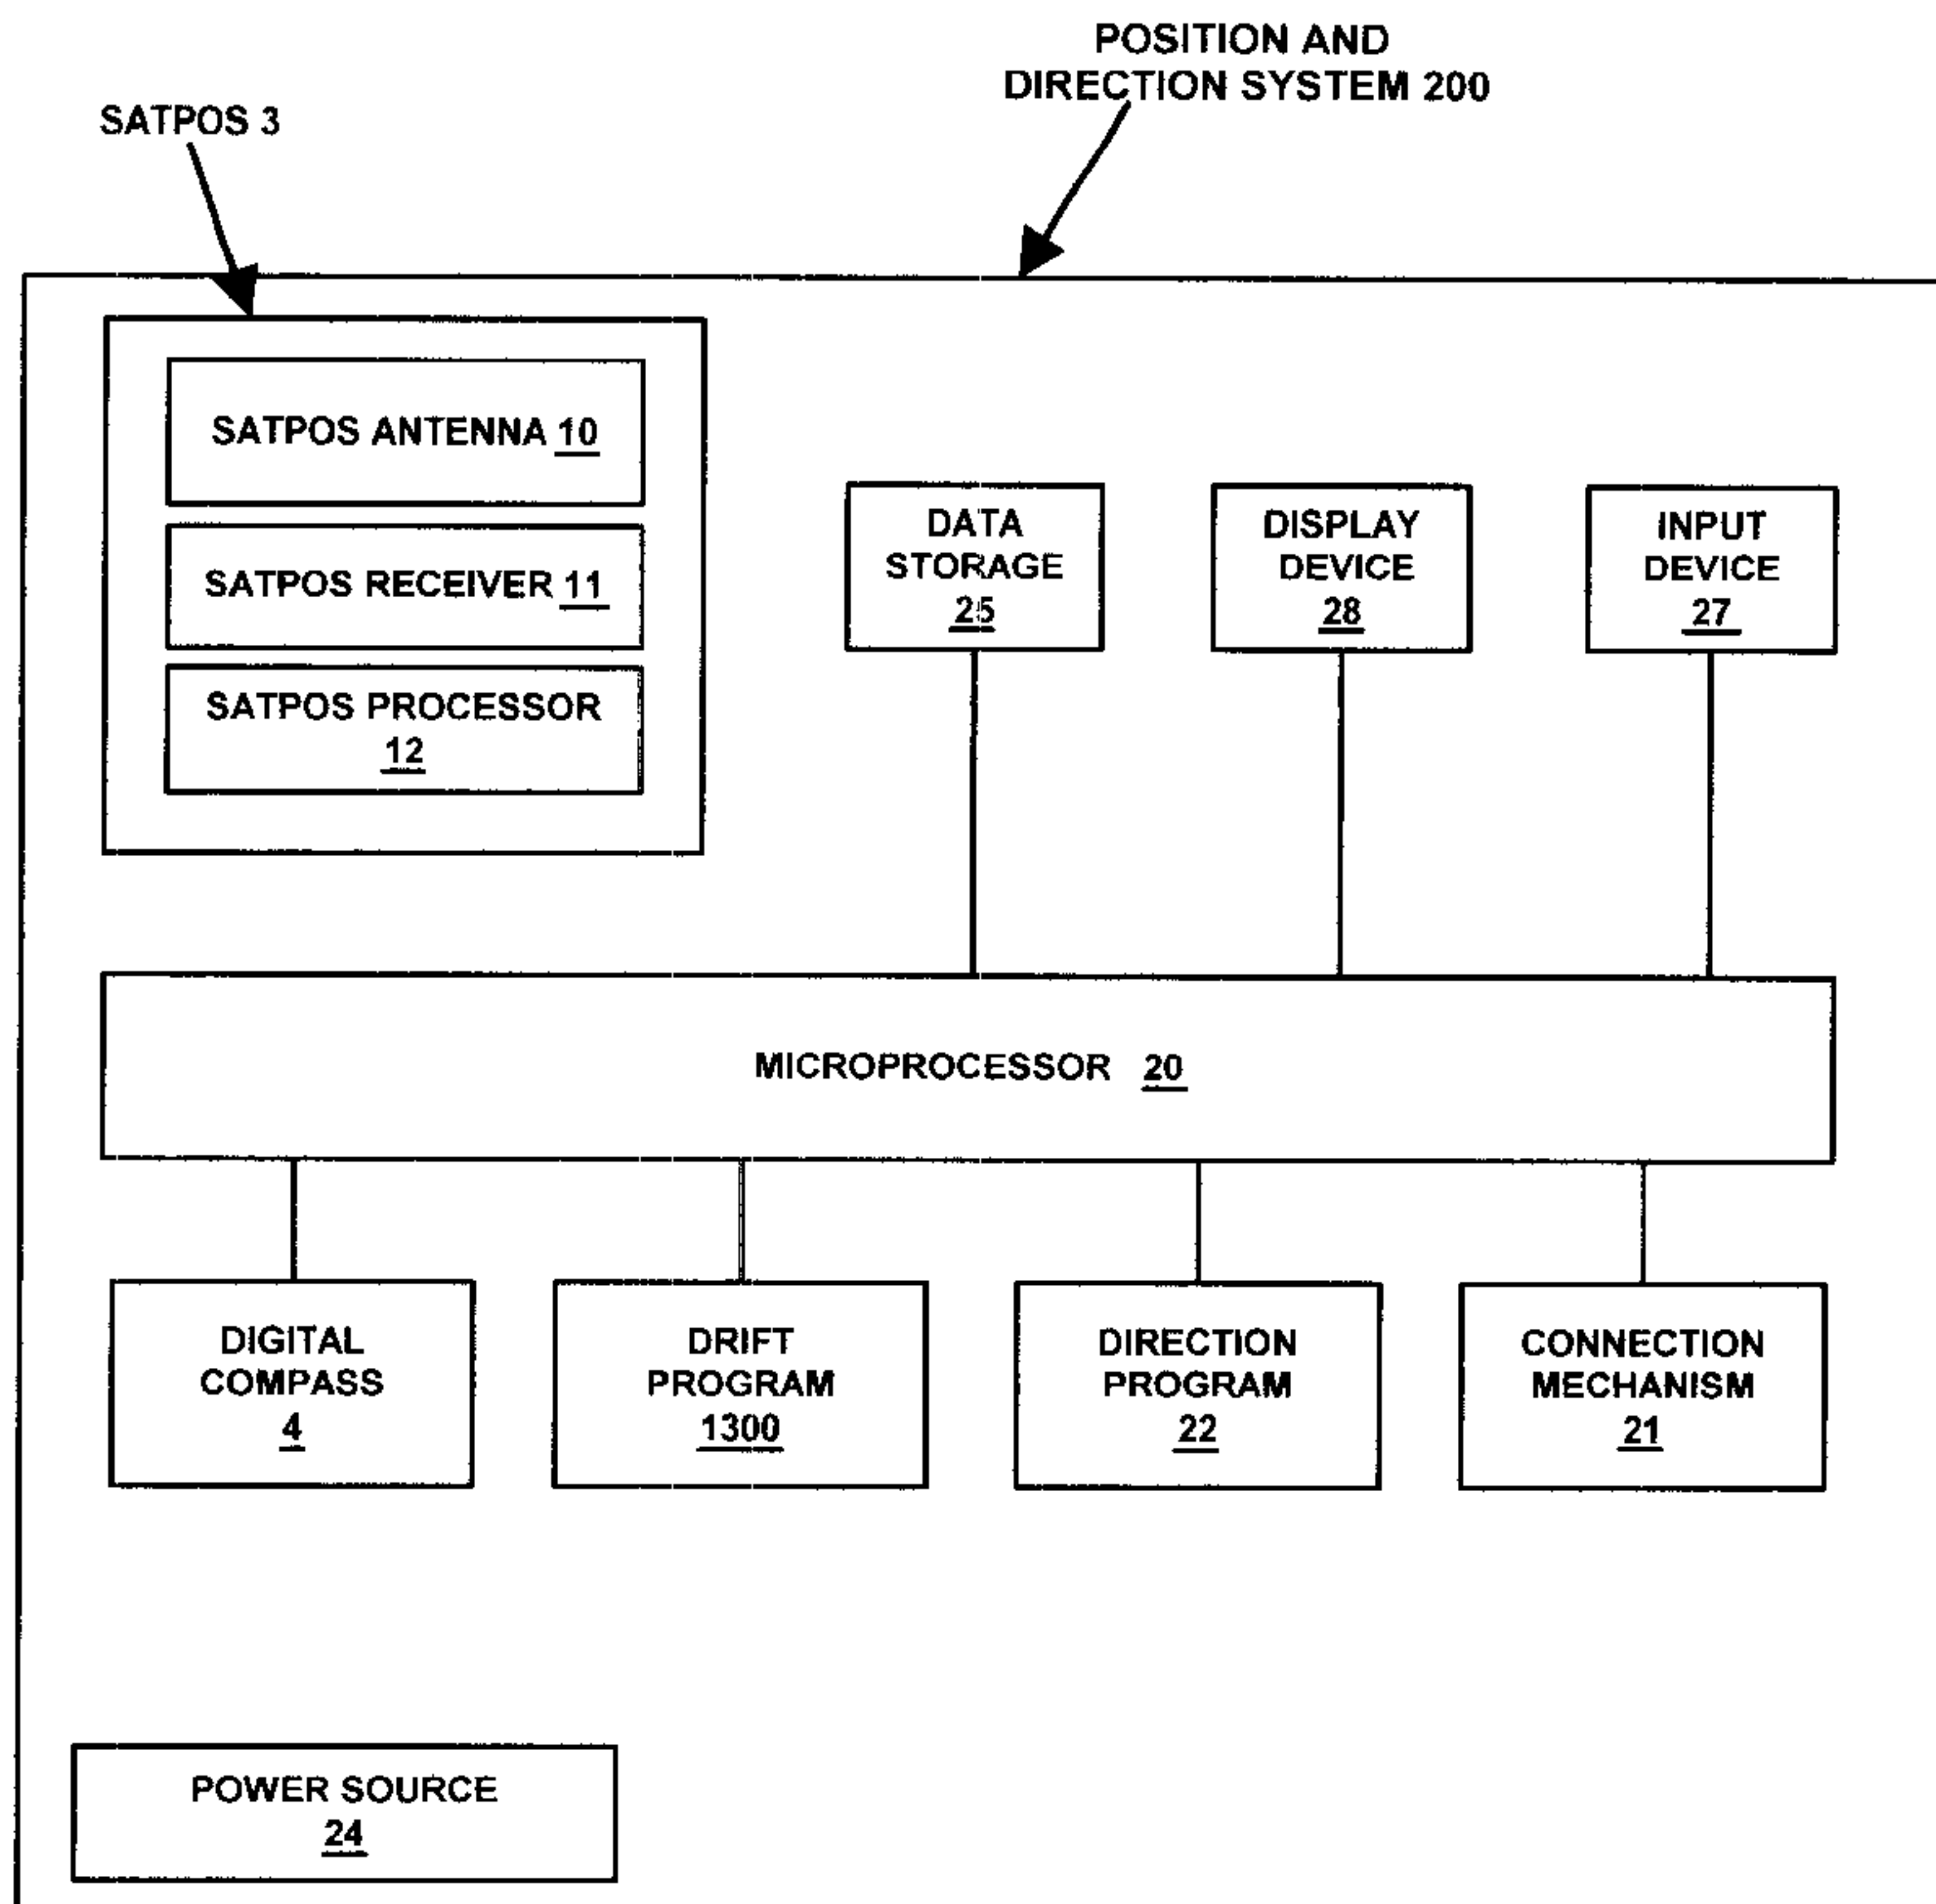 POSITION AND
DIRECTION SYSTEM 200
SATPOS 3
SATPOS ANTENNA 10
SATPOS RECEIVER 11
SATPOS PROCESSOR
12
DATA
STORAGE
25
DISPLAY
DEVICE
28
INPUT
DEVICE
27
MICROPROCESSOR 20
DIGITAL
COMPASS
4
DRIFT
PROGRAM
1300
DIRECTION
PROGRAM
22
CONNECTION
MECHANISM
21
POWER SOURCE
24